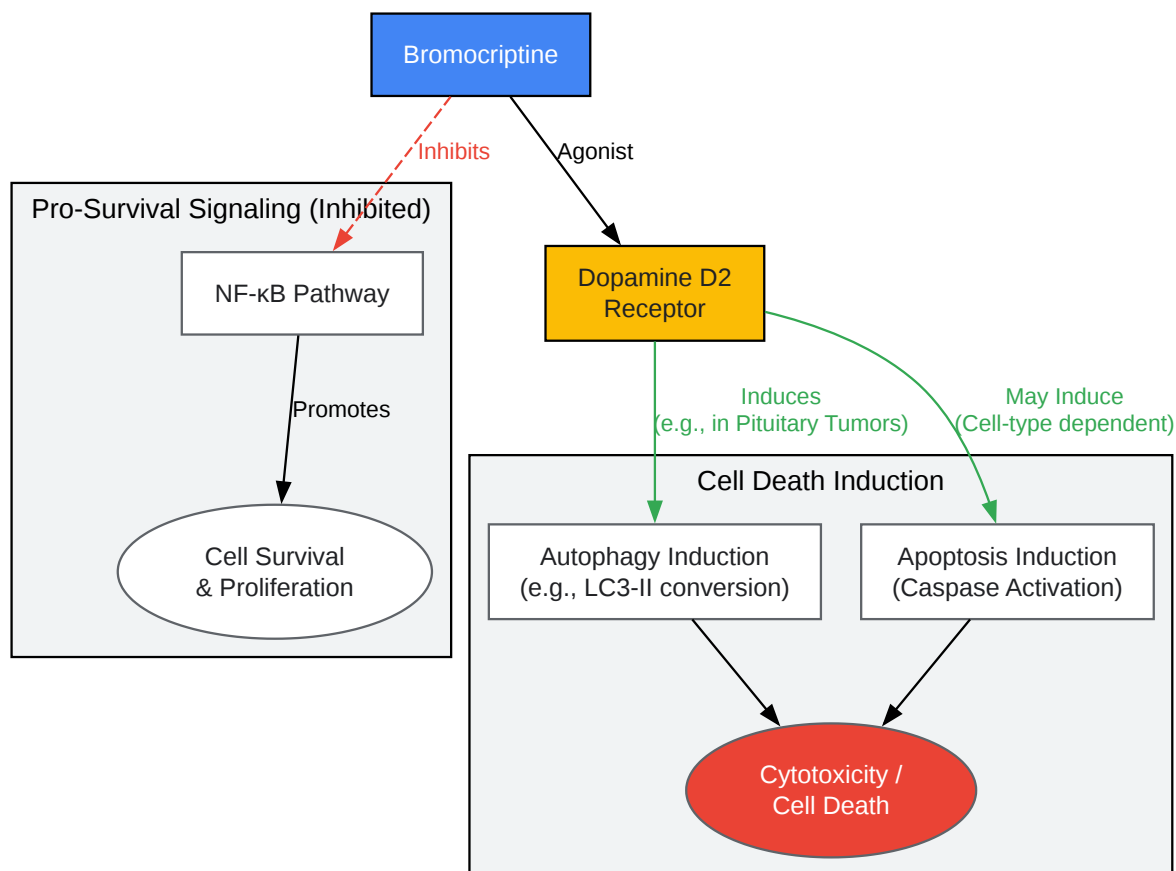 Bromocriptine
Inhibits
Agonist
Pro-Survival Signaling (Inhibited)
NF-κB Pathway
Dopamine D2
Receptor
Promotes
Induces
(e.g., in Pituitary Tumors)
May Induce
(Cell-type dependent)
Cell Death Induction
Cell Survival
& Proliferation
Autophagy Induction
(e.g., LC3-II conversion)
Apoptosis Induction
(Caspase Activation)
Cytotoxicity /
Cell Death